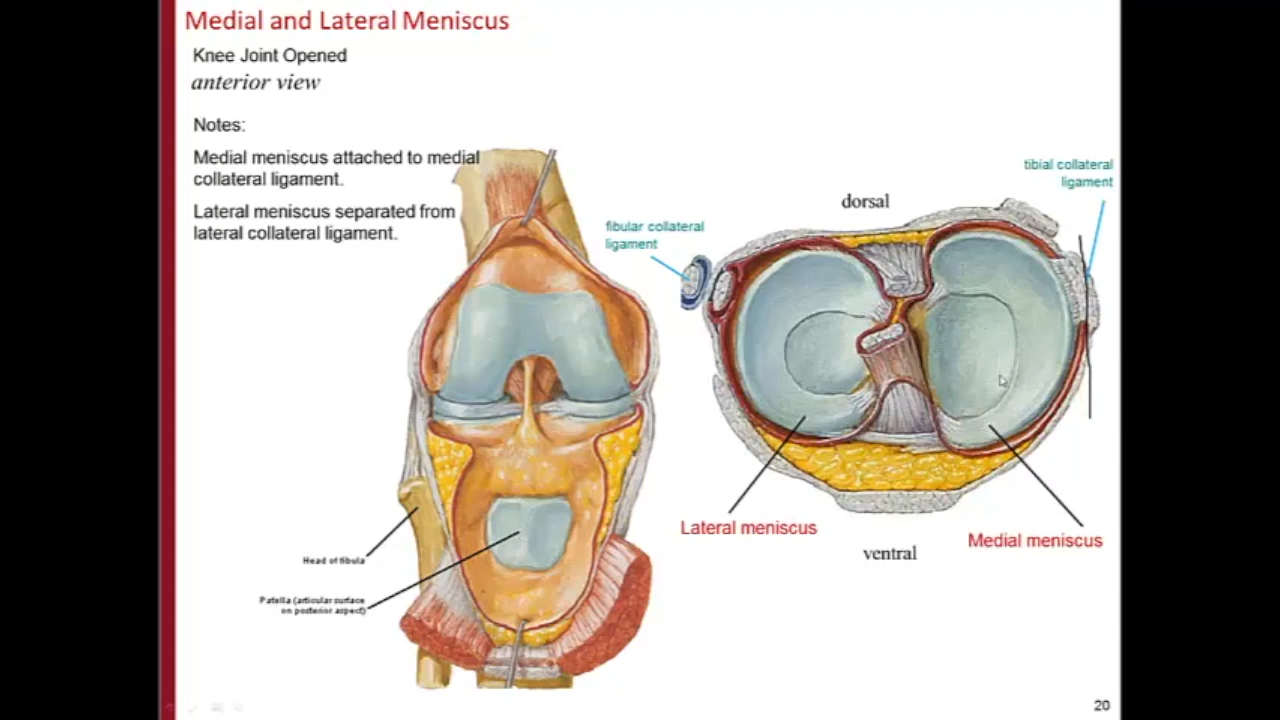 Medial and Lateral Meniscus
Knee Joint Opened
anterior view
Notes:
Medial meniscus attached to medial
collateral ligament.
Lateral meniscus separated from
lateral collateral ligament.
tibial collateral
ligament
dorsal
fibular collateral
ligament
Lateral meniscus
Medial meniscus
ventral
Head of fibula
Patella (articular surface
on posterior aspect)
20